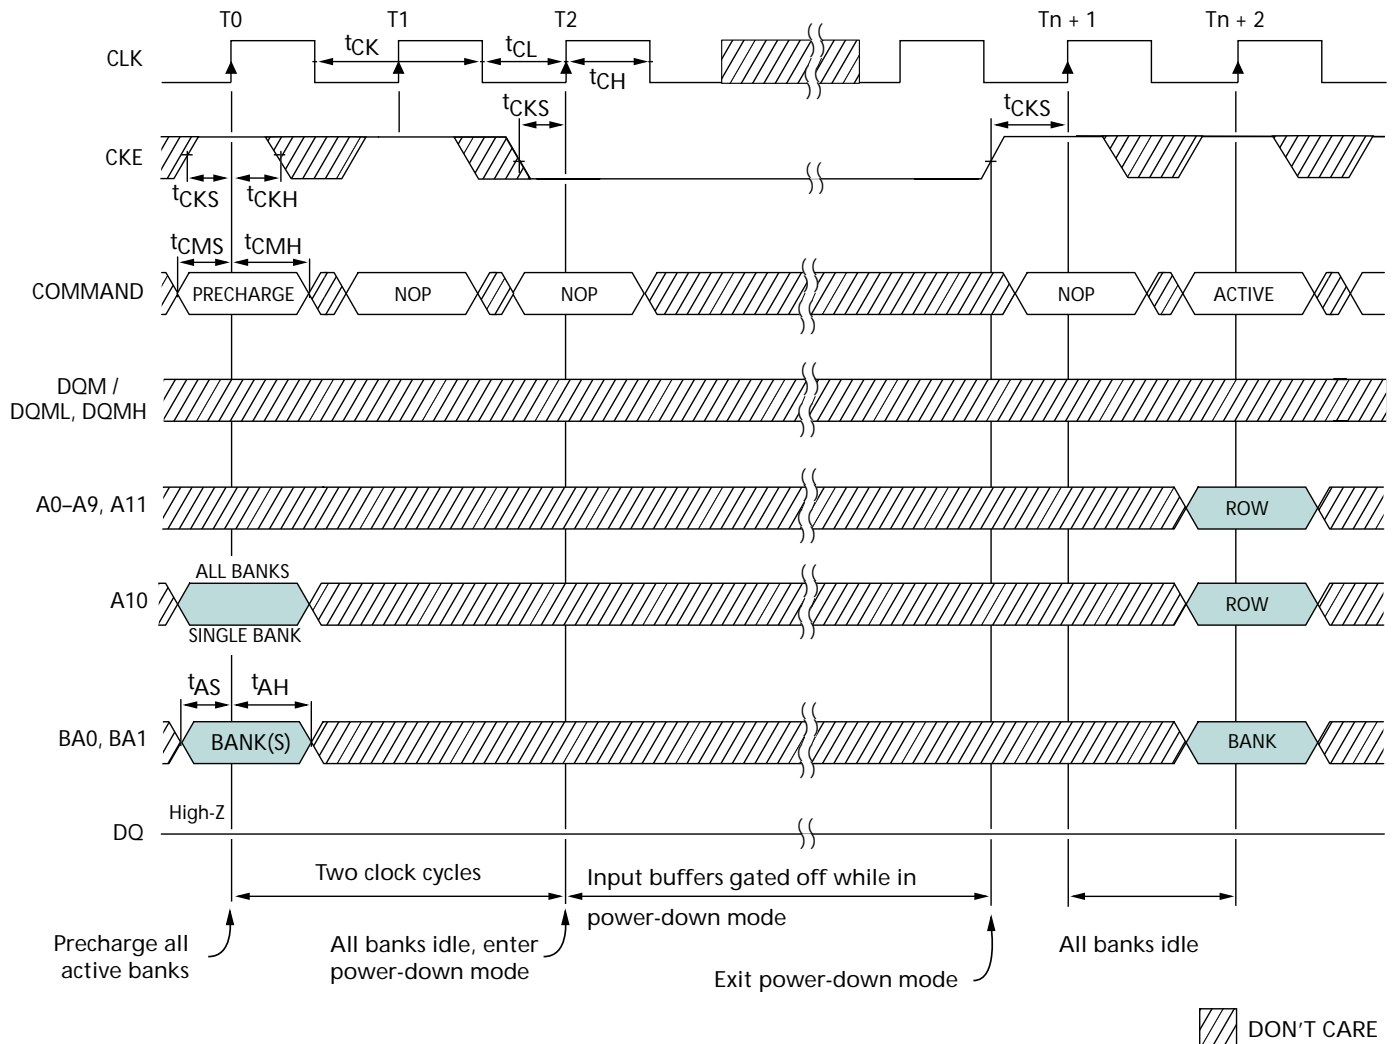 T0 T1 T2 Tn + 1 Tn + 2
CLK
tCK tCL
tCH
tCKS tCKS
CKE
tCKS tCKH
tCMS tCMH
COMMAND PRECHARGE NOP NOP NOP ACTIVE
DQM /
DQML, DQMH
A0–A9, A11 ROW
ALL BANKS
A10 ROW
SINGLE BANK
tAS tAH
BA0, BA1 BANK(S) BANK
High-Z
DQ
Two clock cycles
Input buffers gated off while in
power-down mode
Precharge all
active banks
All banks idle, enter
power-down mode
Exit power-down mode
All banks idle
DON'T CARE